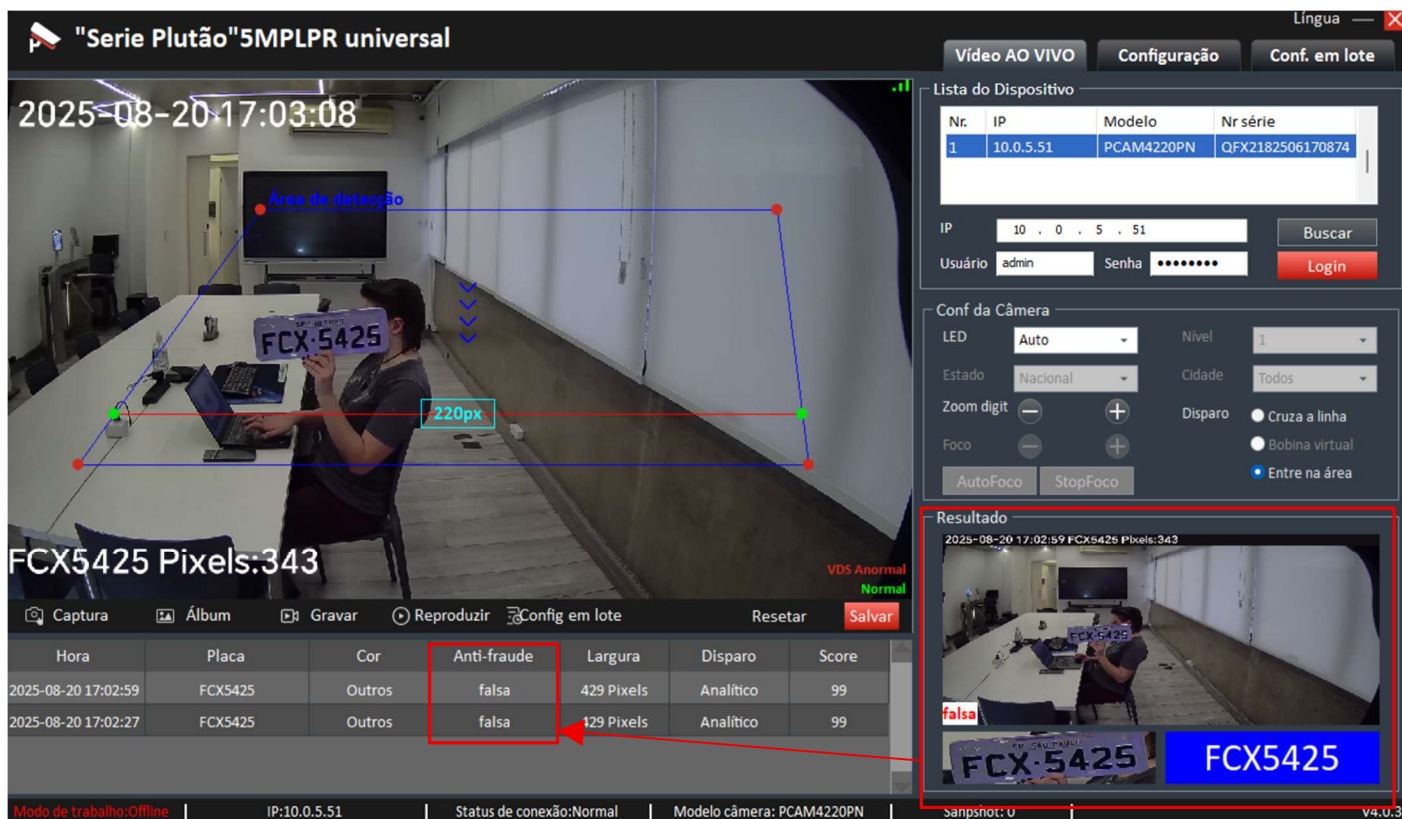 Língua
"Serie Plutão"5MPLPR universal
Vídeo AO VIVO
Configuração
Conf. em lote
2025-08-20 17:03:08
Área de detecção
FCX·5425
220px
FCX5425 Pixels:343
VDS Anormal
Normal
Captura
Álbum
Gravar
Reproduzir
Config em lote
Resetar
Salvar
Hora Placa Cor Anti-fraude Largura Disparo Score
2025-08-20 17:02:59 FCX5425 Outros falsa 429 Pixels Analítico 99
2025-08-20 17:02:27 FCX5425 Outros falsa 429 Pixels Analítico 99
Lista do Dispositivo
Nr. IP Modelo Nr série
1 10.0.5.51 PCAM4220PN QFX2182506170874
IP 10 . 0 . 5 . 51 Buscar
Usuário admin Senha Login
Conf da Câmera
LED Auto Nível 1
Estado Nacional Cidade Todos
Zoom digit Disparo Cruza a linha
Foco Bobina virtual
AutoFoco StopFoco Entre na área
Resultado
2025-08-20 17:02:59 FCX5425 Pixels:343
FCX·5425
falsa
SP SÃO PAULO
FCX·5425
FCX5425
Modo de trabalho:Offline IP:10.0.5.51 Status de conexão:Normal Modelo câmera: PCAM4220PN Sanpshot: 0 V4.0.3